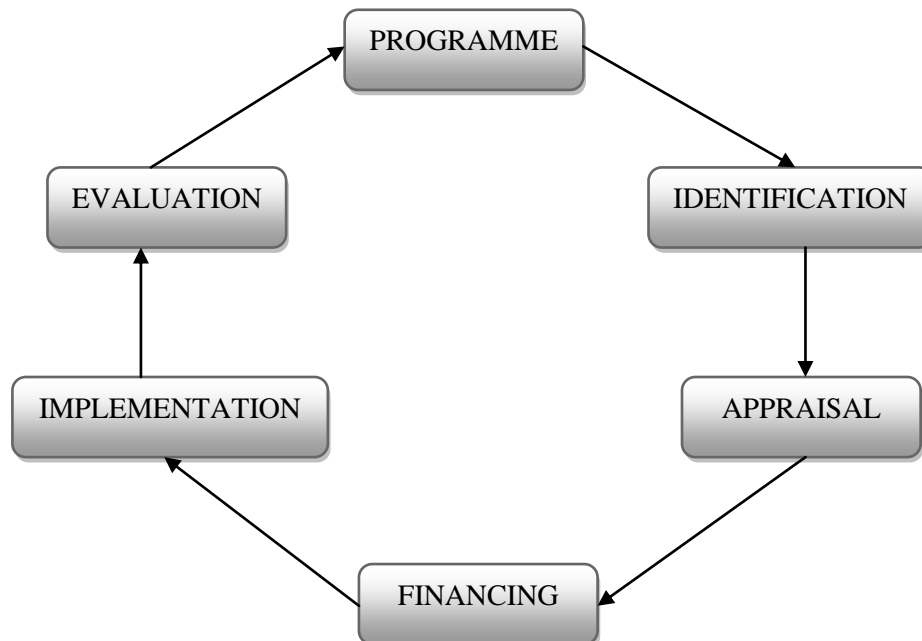 PROGRAMME
IDENTIFICATION
APPRAISAL
FINANCING
IMPLEMENTATION
EVALUATION